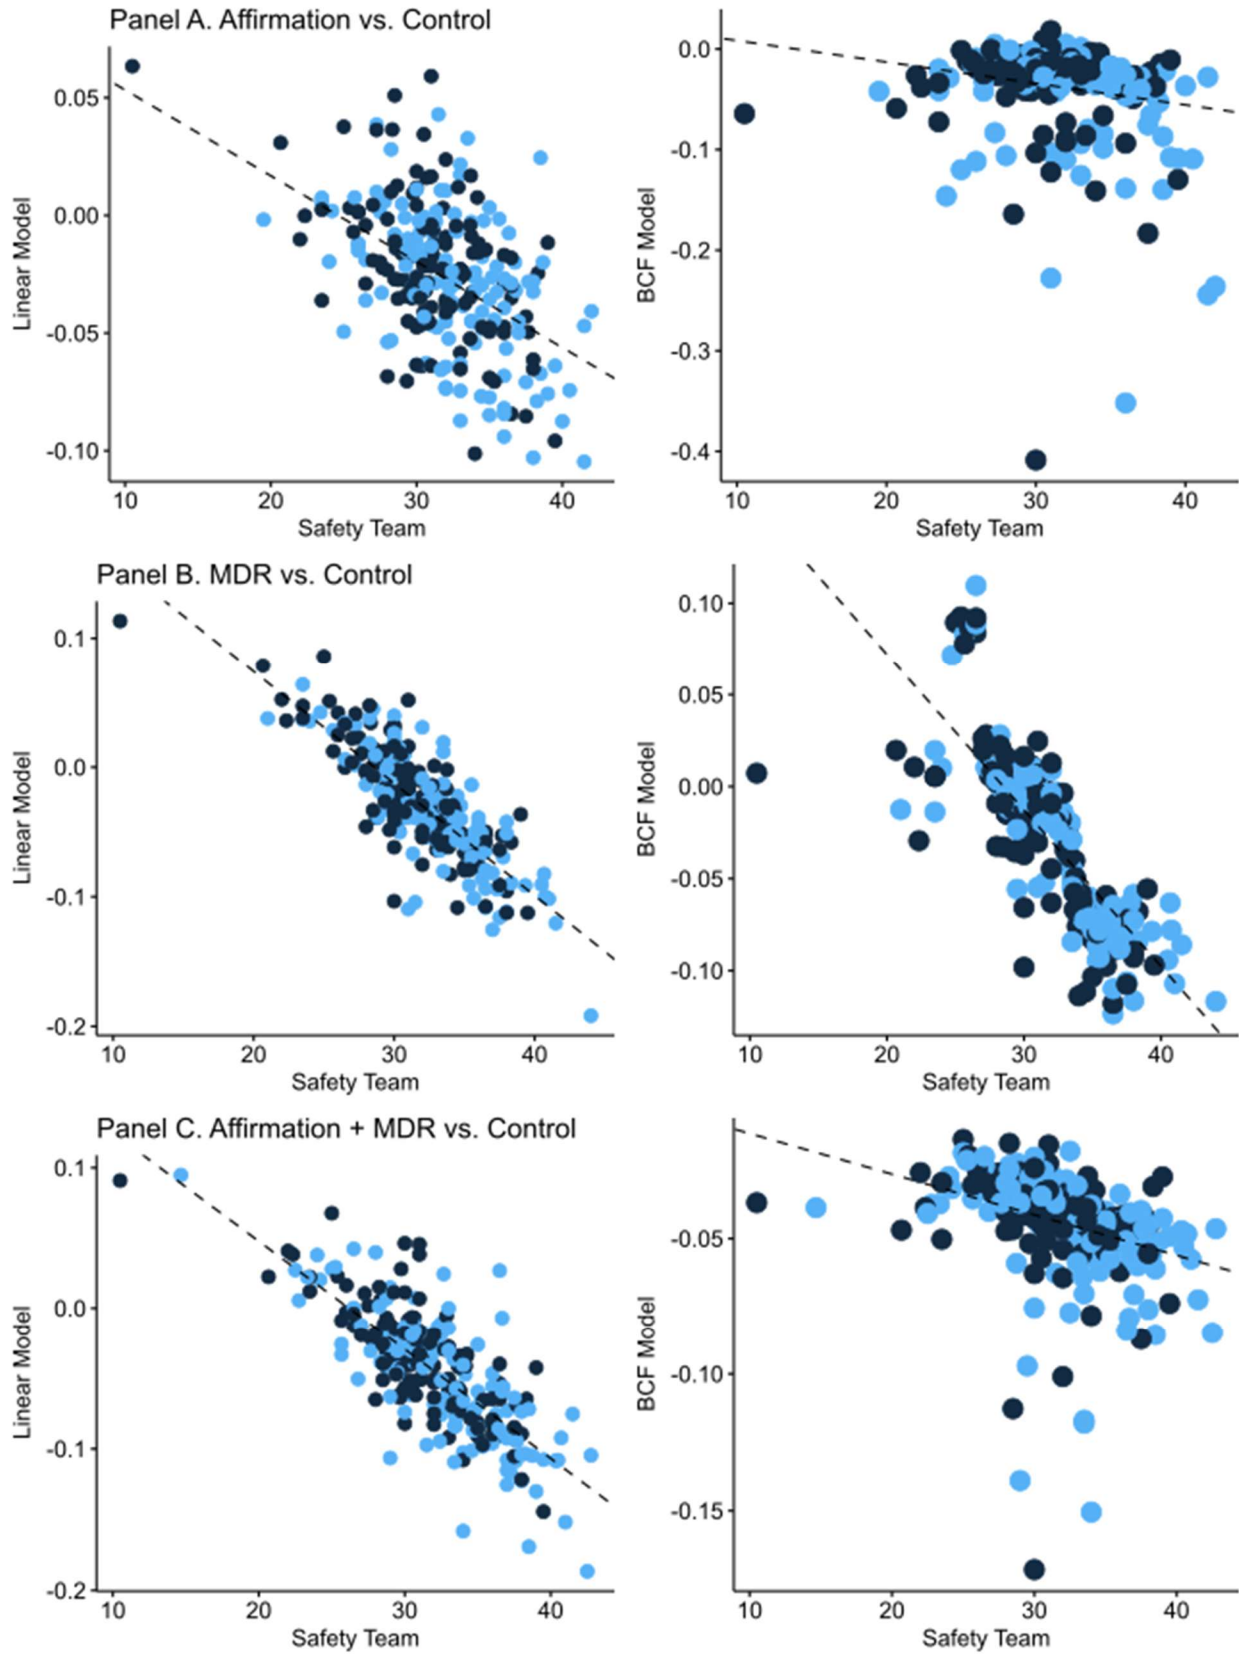 Panel A. Affirmation vs. Control
Linear Model
0.05
0.00
-0.05
-0.10
10 20 30 40
Safety Team
BCF Model
0.0
-0.1
-0.2
-0.3
-0.4
10 20 30 40
Safety Team
Panel B. MDR vs. Control
Linear Model
0.1
0.0
-0.1
-0.2
10 20 30 40
Safety Team
BCF Model
0.10
0.05
0.00
-0.05
-0.10
10 20 30 40
Safety Team
Panel C. Affirmation + MDR vs. Control
Linear Model
0.1
0.0
-0.1
-0.2
10 20 30 40
Safety Team
BCF Model
-0.05
-0.10
-0.15
10 20 30 40
Safety Team